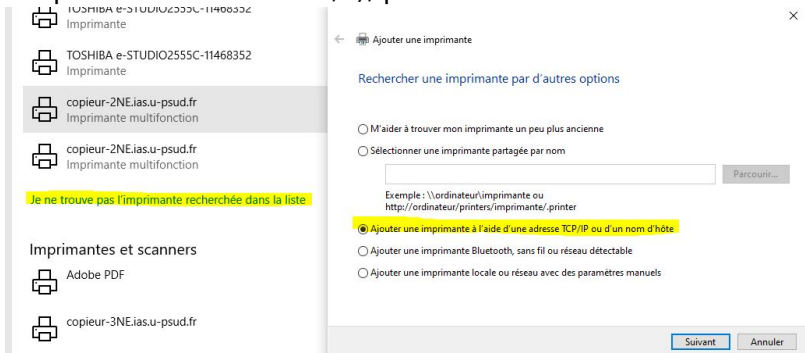 TOSHIBA e-STUDIO2555C-11468352
Imprimante
TOSHIBA e-STUDIO2555C-11468352
Imprimante
copieur-2NE.ias.u-psud.fr
Imprimante multifonction
copieur-2NE.ias.u-psud.fr
Imprimante multifonction
Je ne trouve pas l'imprimante recherchée dans la liste
Imprimantes et scanners
Adobe PDF
copieur-3NE.ias.u-psud.fr
Ajouter une imprimante
Rechercher une imprimante par d'autres options
M'aider à trouver mon imprimante un peu plus ancienne
Sélectionner une imprimante partagée par nom
Parcourir...
Exemple : \\ordinateur\imprimante ou
http://ordinateur/printers/imprimante/.printer
Ajouter une imprimante à l'aide d'une adresse TCP/IP ou d'un nom d'hôte
Ajouter une imprimante Bluetooth, sans fil ou réseau détectable
Ajouter une imprimante locale ou réseau avec des paramètres manuels
Suivant
Annuler